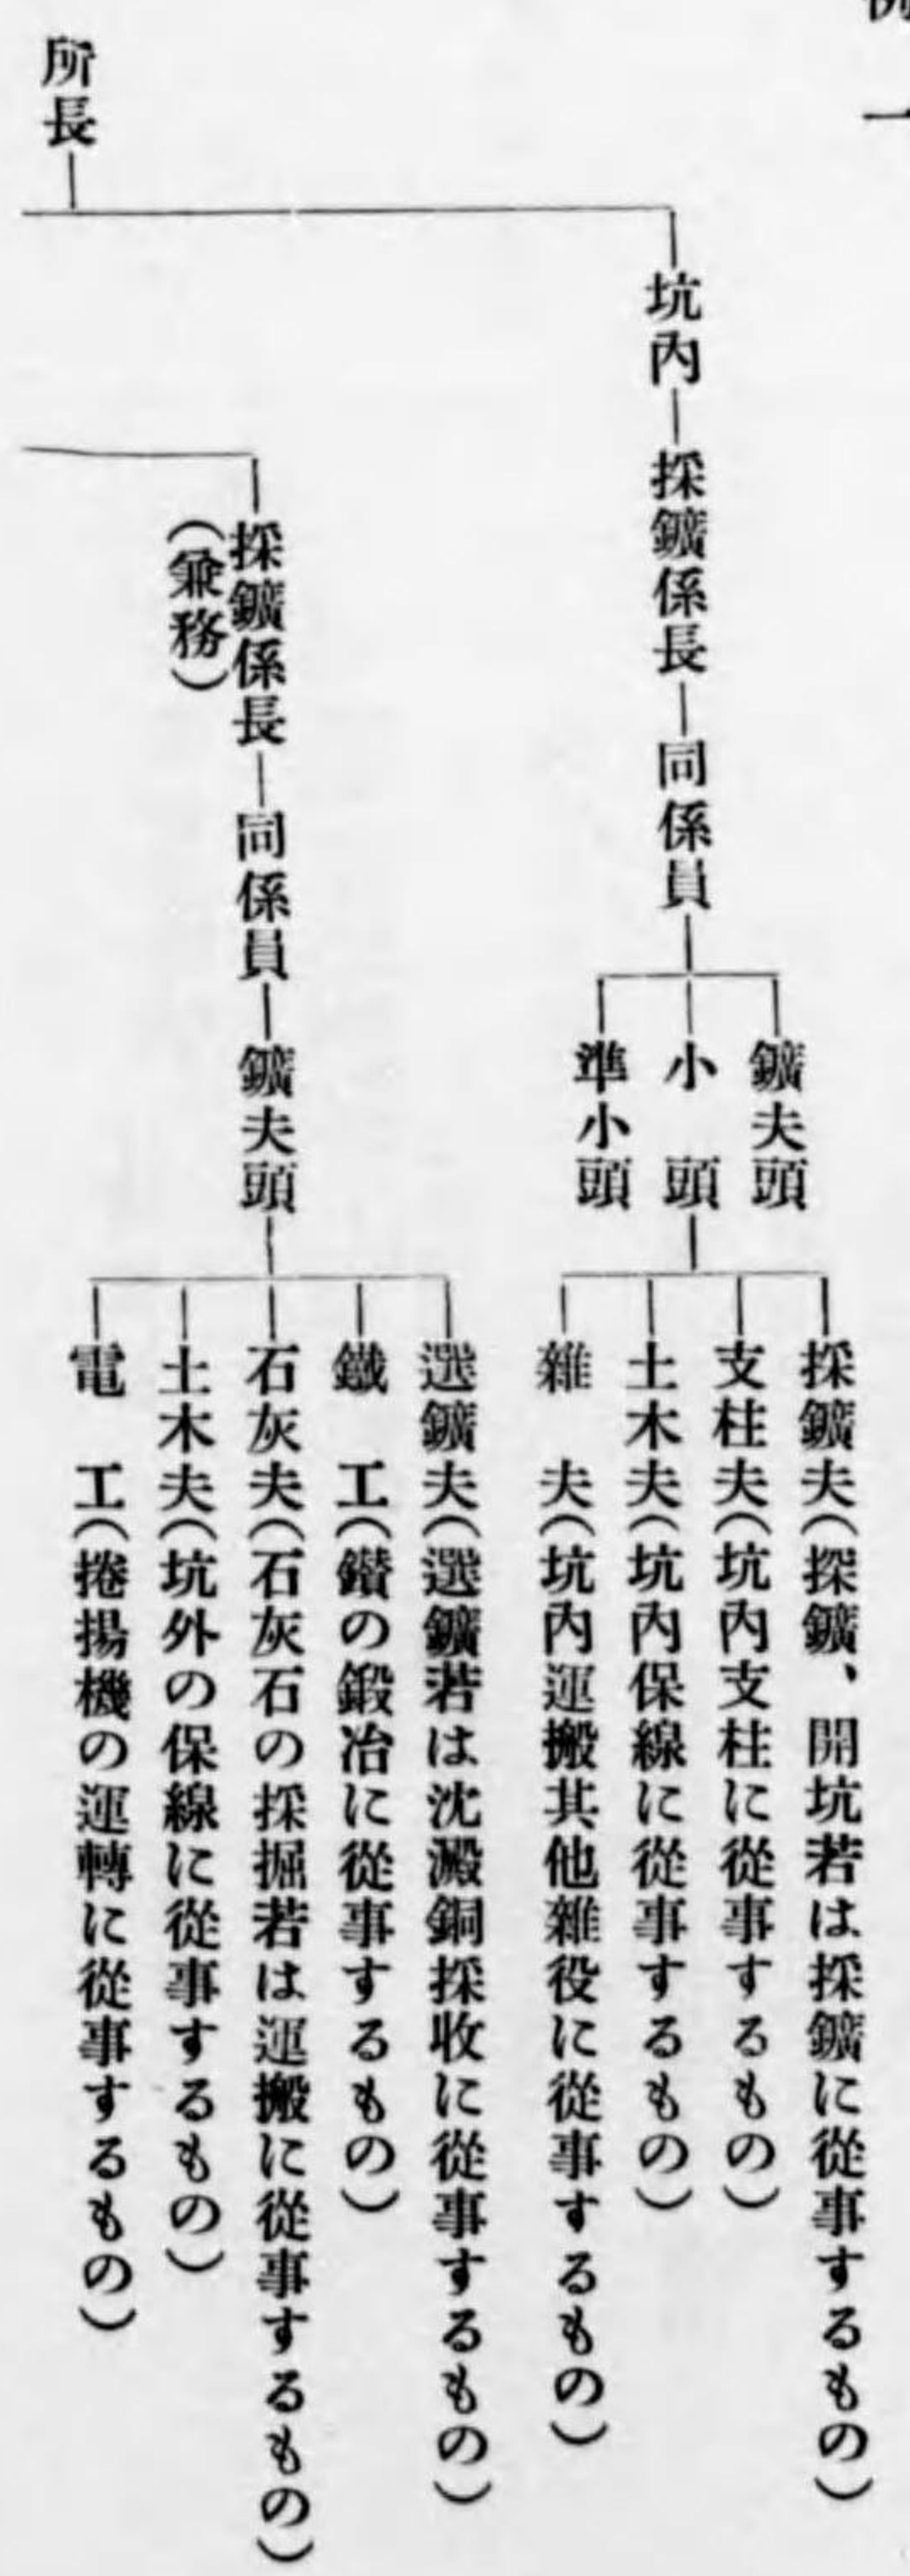 例一
所長
坑內―採鑛係長―同係員
鑛夫頭
小頭
準小頭
採鑛夫(探鑛、開坑若は採鑛に從事するもの)
支柱夫(坑內支柱に從事するもの)
土木夫(坑內保線に從事するもの)
雜夫(坑內運搬其他雜役に從事するもの)
採鑛係長―同係員―鑛夫頭
(兼務)
選鑛夫(選鑛若は沈澱銅採收に從事するもの)
鐵工(鑽の鍛冶に從事するもの)
石灰夫(石灰石の採掘若は運搬に從事するもの)
土木夫(坑外の保線に從事するもの)
電工(捲揚機の運轉に從事するもの)